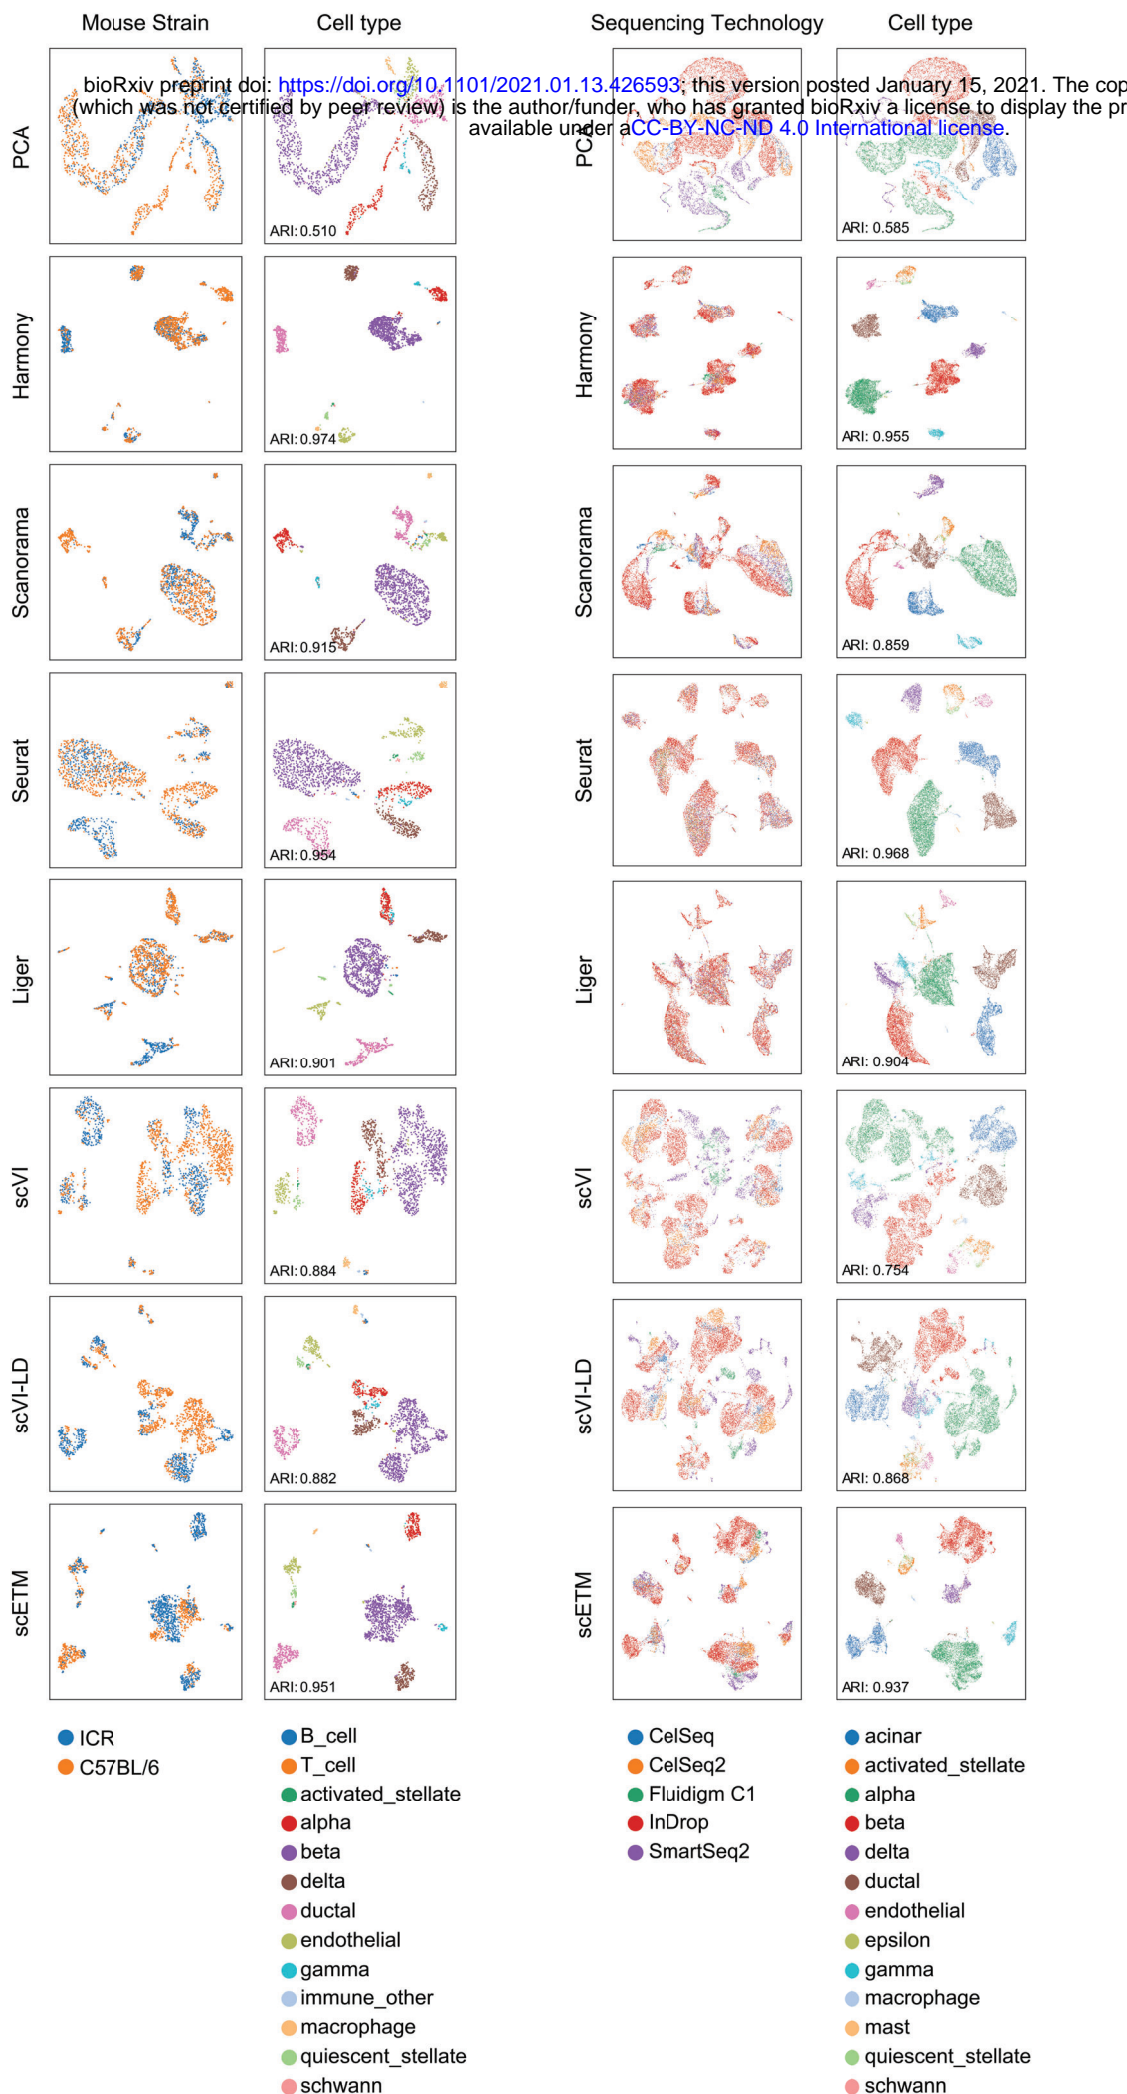 Mouse Strain Cell type Sequencing Technology Cell type
bioRxiv preprint doi: https://doi.org/10.1101/2021.01.13.426593; this version posted January 15, 2021. The cop
(which was not certified by peer review) is the author/funder, who has granted bioRxiv a license to display the pr
available under aCC-BY-NC-ND 4.0 International license.
PCA
ARI: 0.510
PCA
ARI: 0.585
Harmony
ARI: 0.974
Harmony
ARI: 0.955
Scanorama
ARI: 0.915
Scanorama
ARI: 0.859
Seurat
ARI: 0.954
Seurat
ARI: 0.968
Liger
ARI: 0.901
Liger
ARI: 0.904
scVI
ARI: 0.884
scVI
ARI: 0.754
scVI-LD
ARI: 0.882
scVI-LD
ARI: 0.868
scETM
ARI: 0.951
scETM
ARI: 0.937
ICR
C57BL/6
B_cell
T_cell
activated_stellate
alpha
beta
delta
ductal
endothelial
gamma
immune_other
macrophage
quiescent_stellate
schwann
CelSeq
CelSeq2
Fluidigm C1
InDrop
SmartSeq2
acinar
activated_stellate
alpha
beta
delta
ductal
endothelial
epsilon
gamma
macrophage
mast
quiescent_stellate
schwann